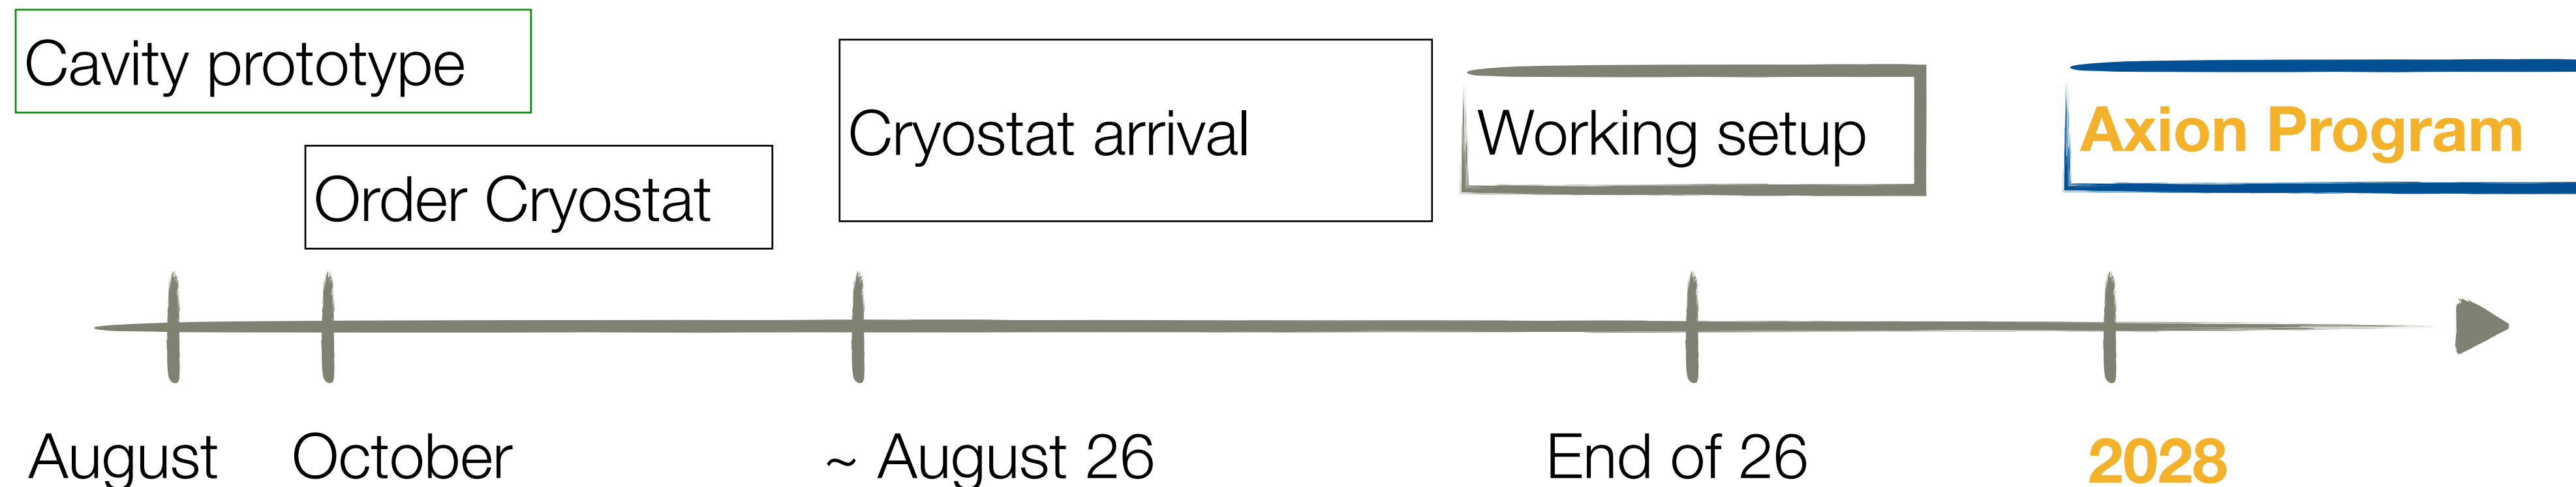 Cavity prototype
Order Cryostat
Cryostat arrival
Working setup
Axion Program
August
October
~ August 26
End of 26
2028